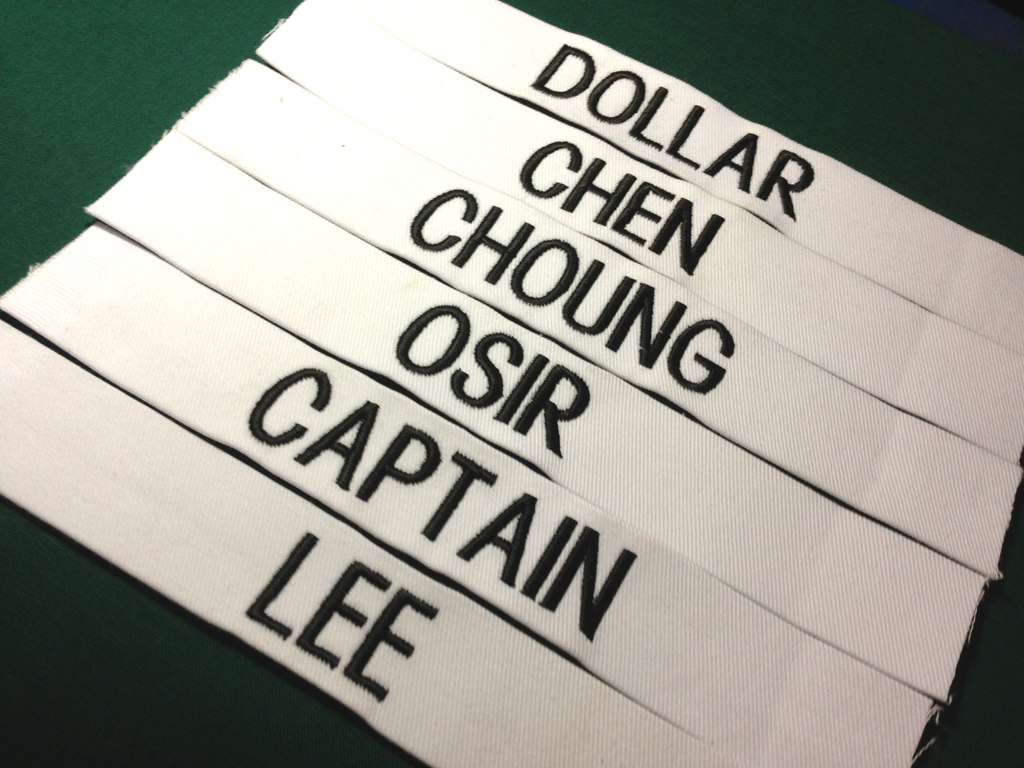 DOLLAR
CHEN
CHOUNG
OSIR
CAPTAIN
LEE